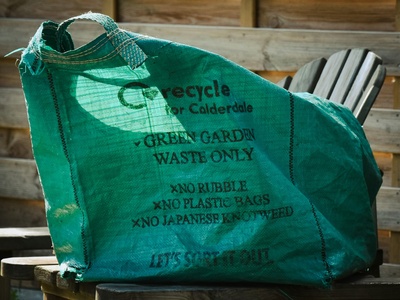 recycle
for Calderdale
✓GREEN GARDEN
WASTE ONLY
×NO RUBBLE
×NO PLASTIC BAGS
×NO JAPANESE KNOTWEED
LET'S SORT IT OUT.